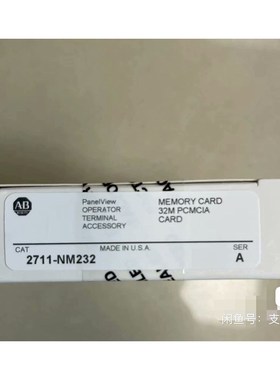 AB
PanelView
OPERATOR
TERMINAL
ACCESSORY
MEMORY CARD
32M PCMCIA
CARD
CAT
MADE IN U.S.A.
SER
2711-NM232
A
闲鱼号:支